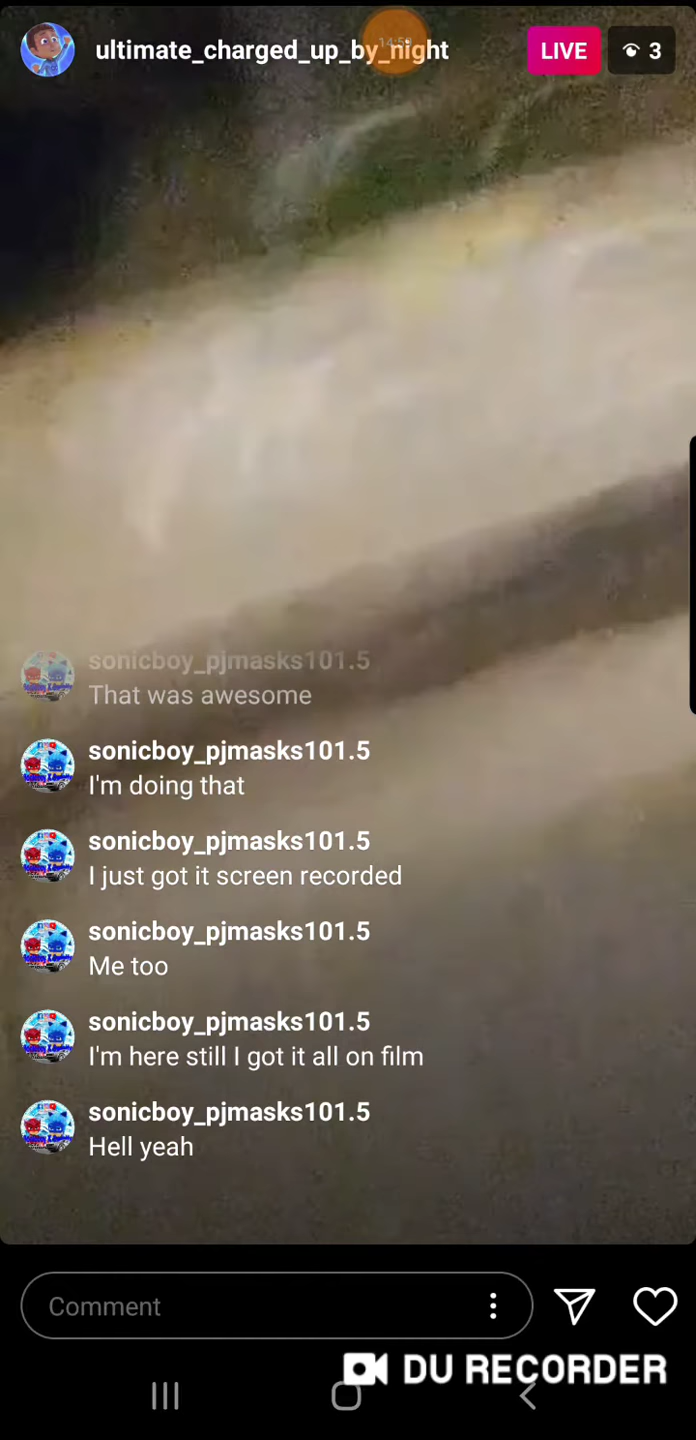 ultimate_charged_up_by_night
LIVE
3
sonicboy_pjmasks101.5
That was awesome
sonicboy_pjmasks101.5
I'm doing that
sonicboy_pjmasks101.5
I just got it screen recorded
sonicboy_pjmasks101.5
Me too
sonicboy_pjmasks101.5
I'm here still I got it all on film
sonicboy_pjmasks101.5
Hell yeah
Comment
DU RECORDER